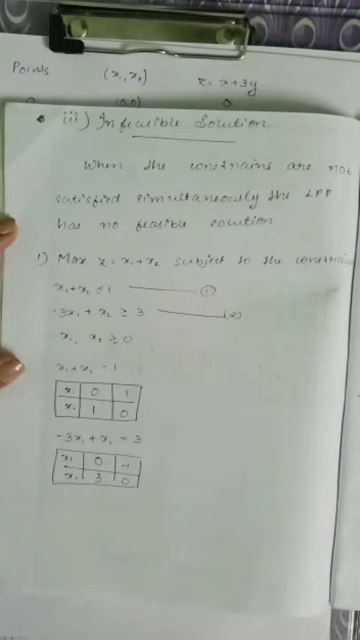 Points (x₁, x₂) z = x+3y
(0,0) 0
iii) Infeasible Solution
When the constrains are not
satisfied simultaneously the LPP
has no feasible solution
1) Max z = x₁+x₂ subject to the constrains
x₁+x₂ ≤ 1 ——— ①
-3x₁ + x₂ ≥ 3 ——— (2)
x₁, x₂ ≥ 0
x₁+x₂ = 1
x₁ 0 1
x₂ 1 0
-3x₁ + x₂ = 3
x₁ 0 -1
x₂ 3 0